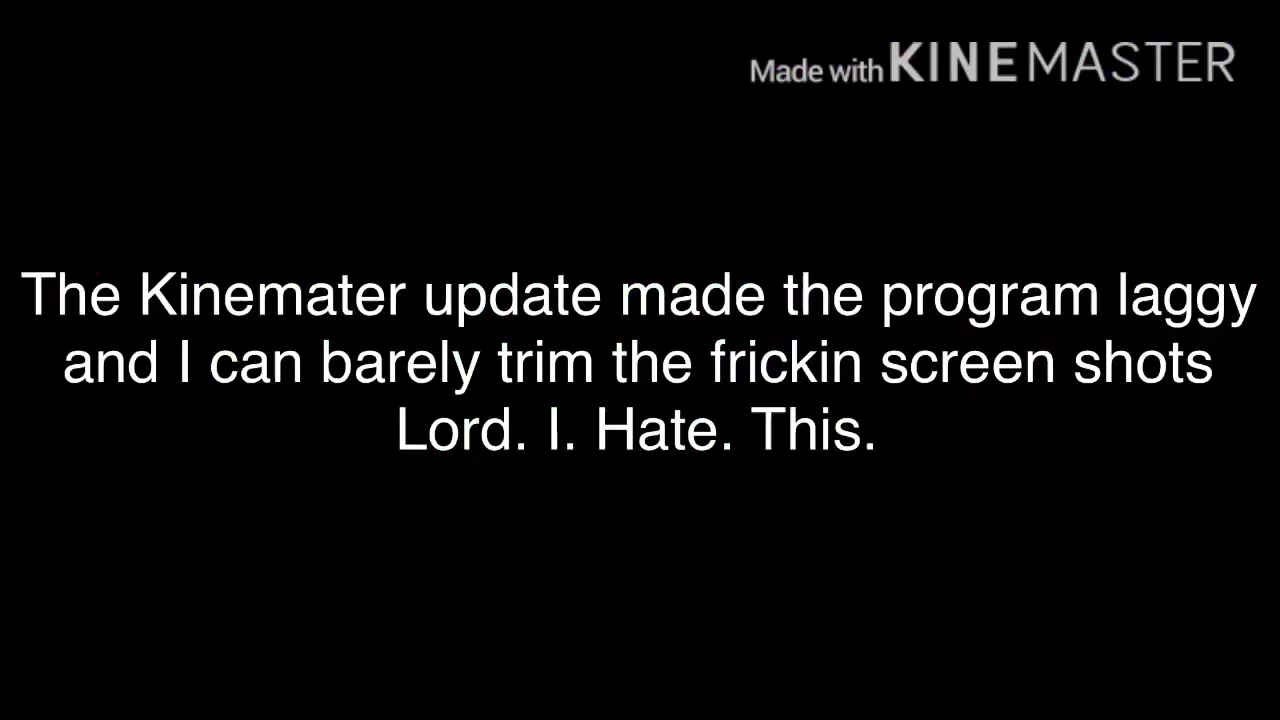 Made with KINEMASTER
The Kinemater update made the program laggy
and I can barely trim the frickin screen shots
Lord. I. Hate. This.